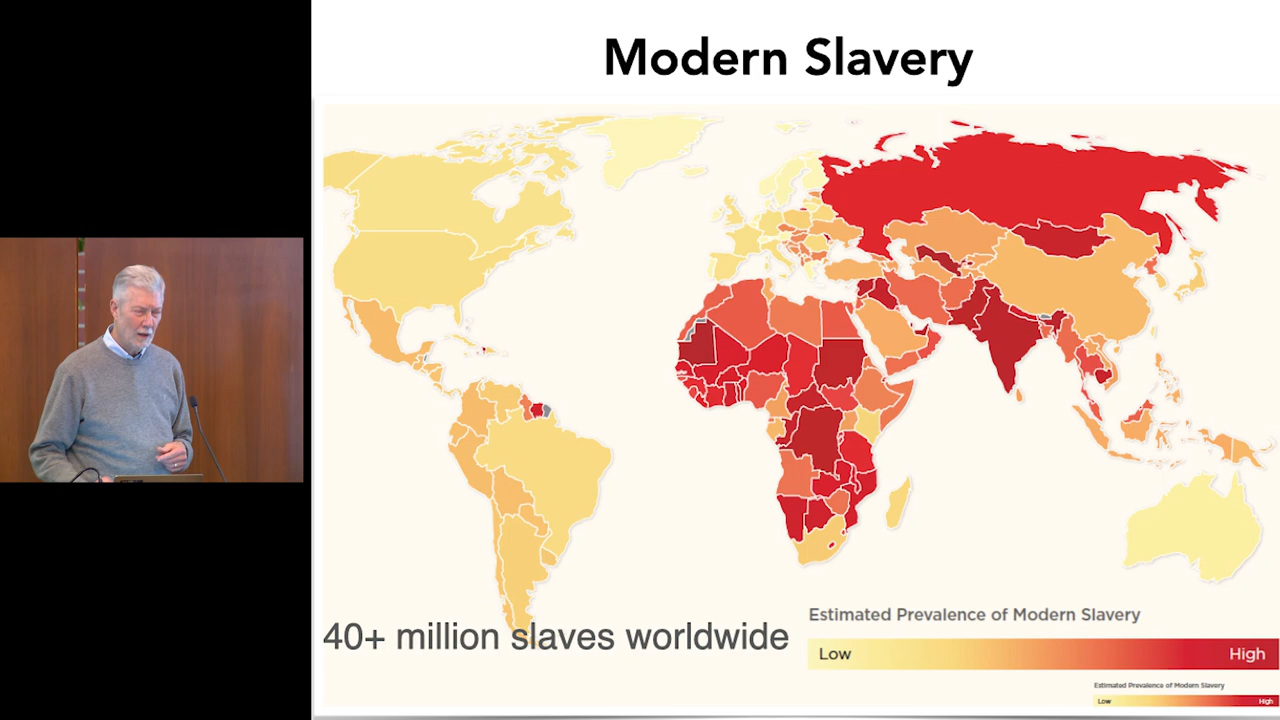 Modern Slavery
40+ million slaves worldwide
Estimated Prevalence of Modern Slavery
Low High
Estimated Prevalence of Modern Slavery
Low High